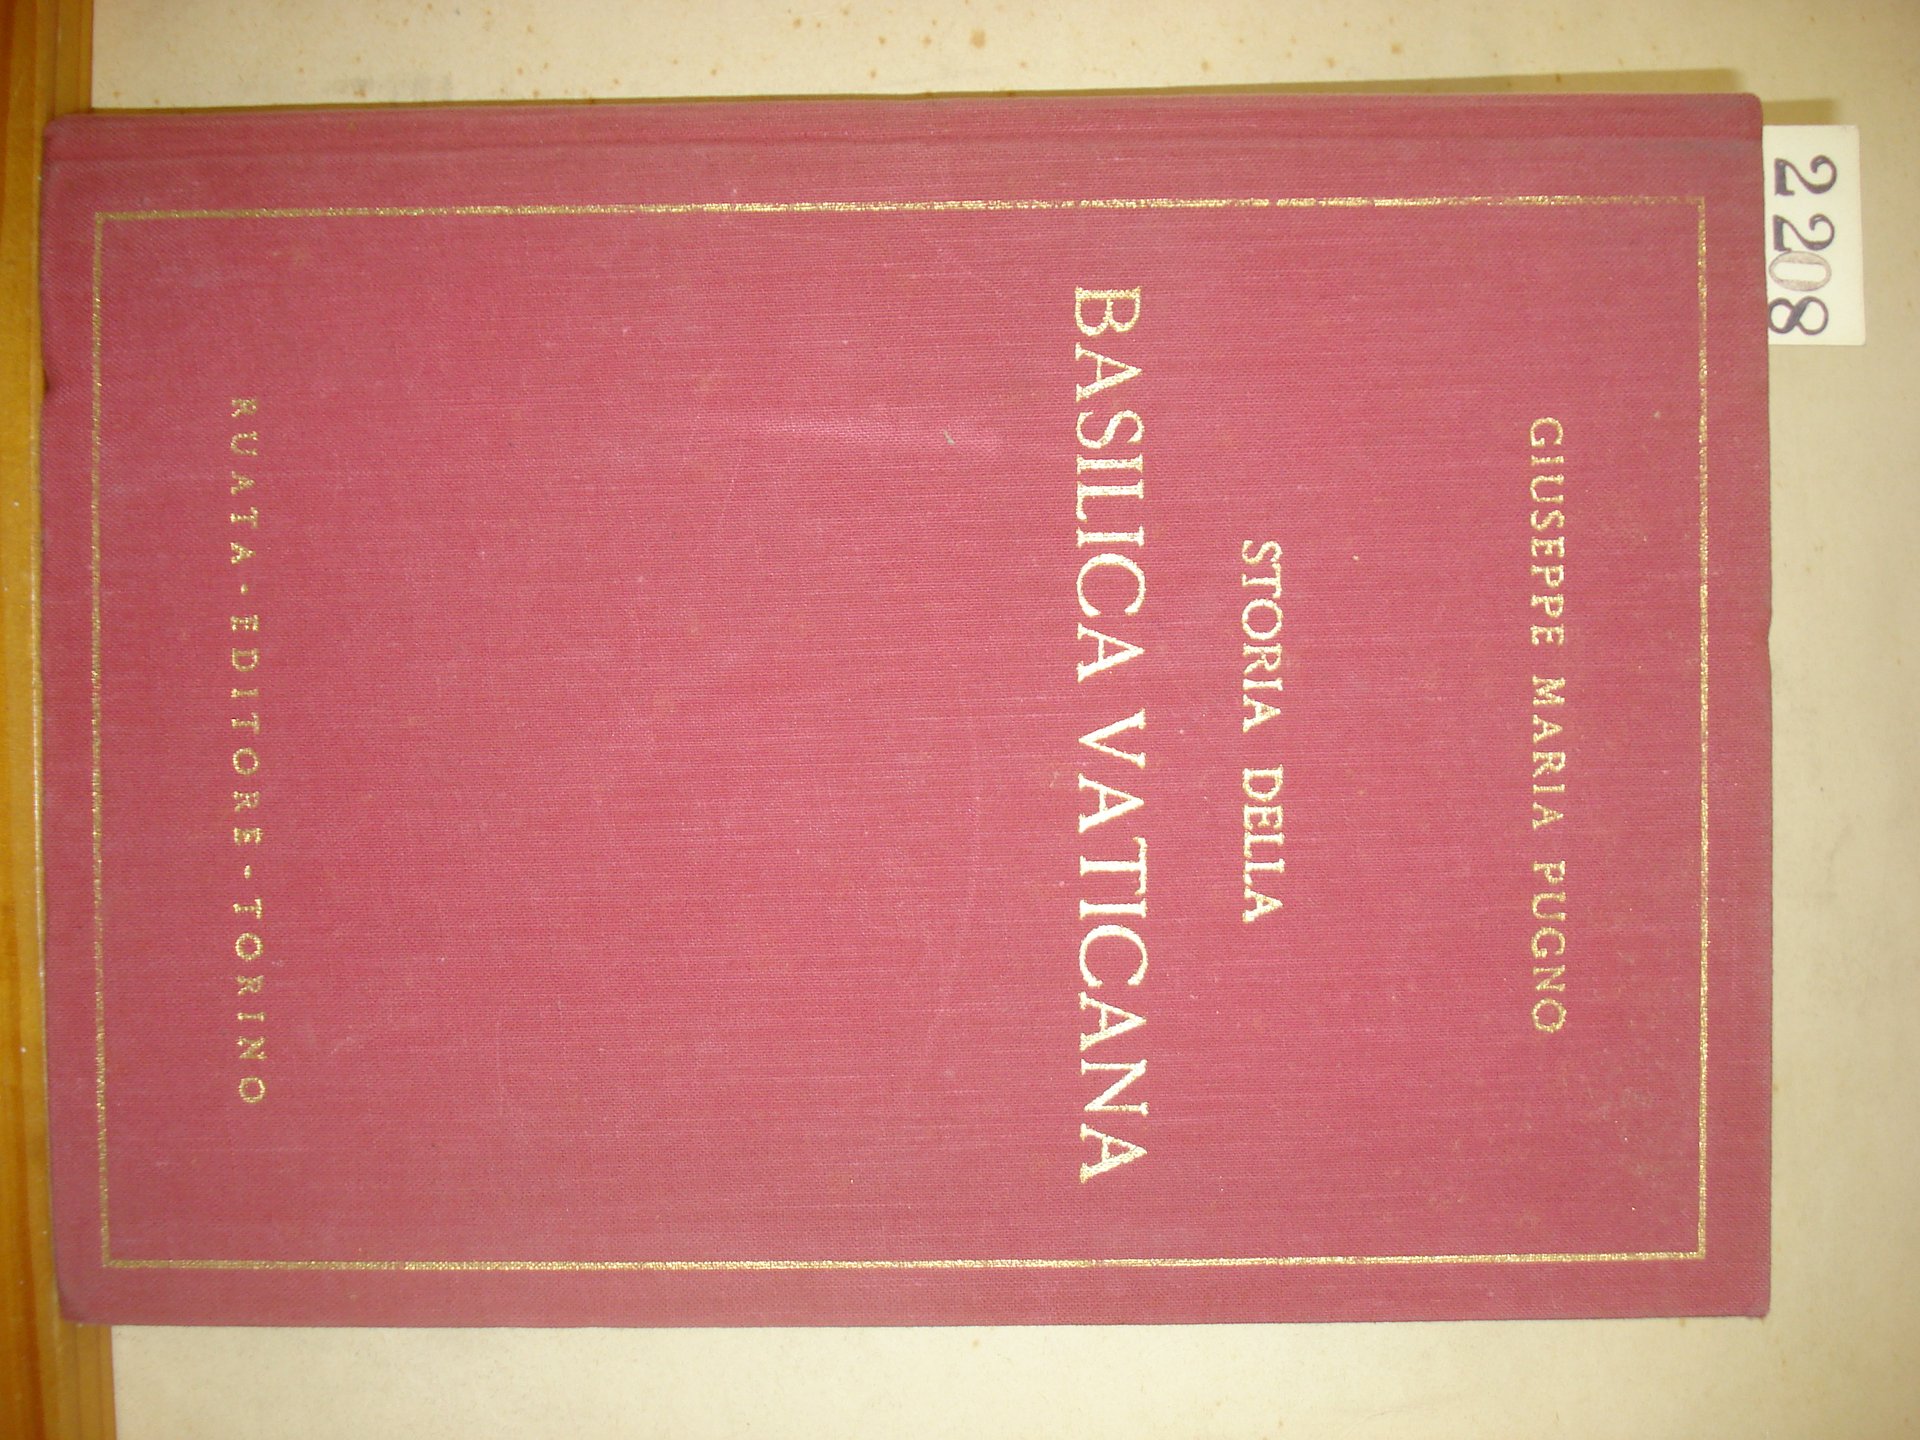 2208
GIUSEPPE MARIA PUGNO
STORIA DELLA
BASILICA VATICANA
RUATA - EDITORE - TORINO